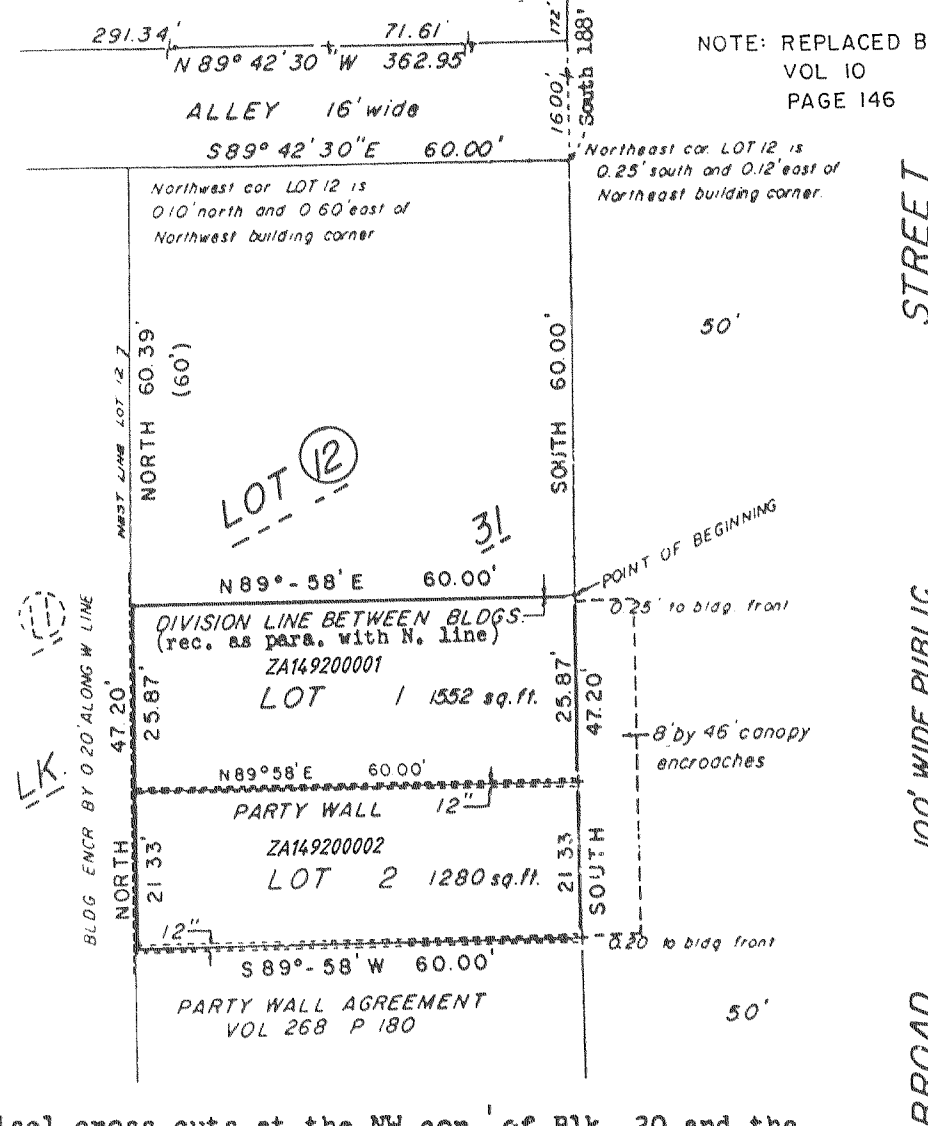 291.34'
71.61'
N 89° 42' 30" W 362.95'
172'
1600'
South 188'
NOTE: REPLACED B
VOL 10
PAGE 146
ALLEY 16' wide
S 89° 42' 30" E 60.00'
Northwest cor LOT 12 is
0 10' north and 0 60' east of
Northwest building corner
Northeast cor. LOT 12 is
0.25' south and 0.12' east of
Northeast building corner.
STREET
50'
WEST LINE LOT 12
NORTH 60.39'
(60')
SOUTH 60.00'
LOT 12
31
POINT OF BEGINNING
N 89° - 58' E 60.00'
0.25' to bldg. front
DIVISION LINE BETWEEN BLDGS.
(rec. as para. with N. line)
ZA149200001
LOT 1 1552 sq. ft.
11
LK.
BLDG ENCR BY 0 20' ALONG W LINE
47.20'
25.87'
25.87'
47.20'
8' by 46' canopy
encroaches
100' WIDE PUBLIC
N 89° 58' E 60.00'
PARTY WALL 12"
ZA149200002
LOT 2 1280 sq. ft.
NORTH
21 33'
21 33
SOUTH
12"
0.20 to bldg front
S 89° - 58' W 60.00'
PARTY WALL AGREEMENT
VOL 268 P 180
50'
BROAD
cross cuts at the NW cor. of Blk. 30 and the